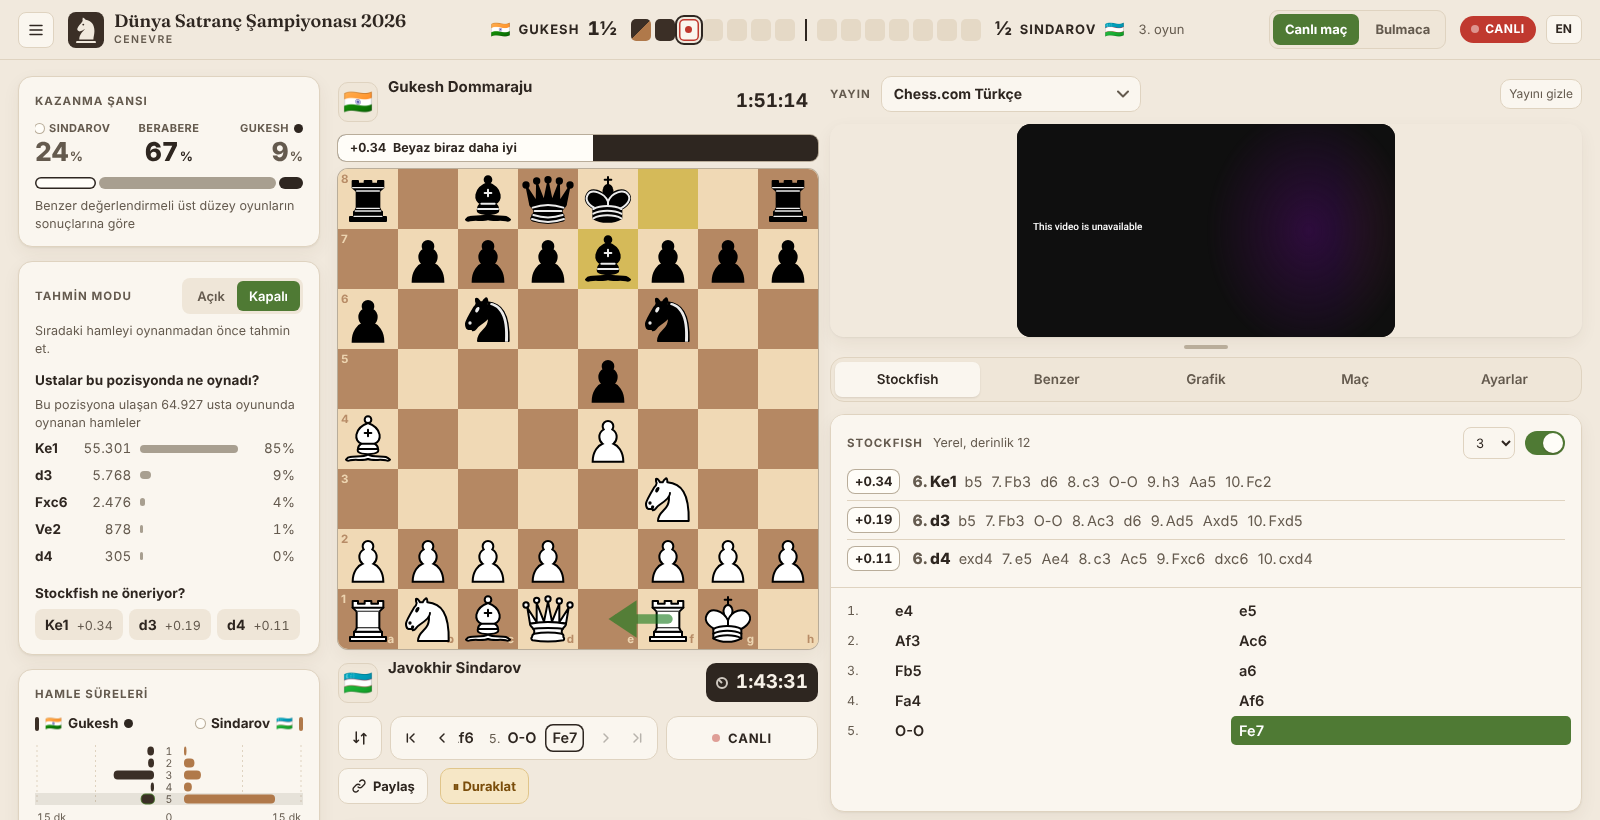 Dünya Satranç Şampiyonası 2026
CENEVRE
GUKESH 1½
½ SINDAROV
3. oyun
Canlı maç
Bulmaca
CANLI
EN
KAZANMA ŞANSI
SINDAROV BERABERE GUKESH
24% 67% 9%
Benzer değerlendirmeli üst düzey oyunların
sonuçlarına göre
TAHMİN MODU
Açık
Kapalı
Sıradaki hamleyi oynanmadan önce tahmin
et.
Ustalar bu pozisyonda ne oynadı?
Bu pozisyona ulaşan 64.927 usta oyununda
oynanan hamleler
Ke1 55.301 85%
d3 5.768 9%
Fxc6 2.476 4%
Ve2 878 1%
d4 305 0%
Stockfish ne öneriyor?
Ke1 +0.34
d3 +0.19
d4 +0.11
HAMLE SÜRELERİ
Gukesh
Sindarov
1
2
3
4
5
15 dk 0 15 dk
Gukesh Dommaraju
1:51:14
+0.34 Beyaz biraz daha iyi
8
7
6
5
4
3
2
1
a b c d e f g h
Javokhir Sindarov
1:43:31
f6 5. O-O Fe7
CANLI
Paylaş
Duraklat
YAYIN
Chess.com Türkçe
Yayını gizle
This video is unavailable
Stockfish
Benzer
Grafik
Maç
Ayarlar
STOCKFISH Yerel, derinlik 12
3
+0.34 6. Ke1 b5 7. Fb3 d6 8. c3 O-O 9. h3 Aa5 10. Fc2
+0.19 6. d3 b5 7. Fb3 O-O 8. Ac3 d6 9. Ad5 Axd5 10. Fxd5
+0.11 6. d4 exd4 7. e5 Ae4 8. c3 Ac5 9. Fxc6 dxc6 10. cxd4
1. e4 e5
2. Af3 Ac6
3. Fb5 a6
4. Fa4 Af6
5. O-O Fe7